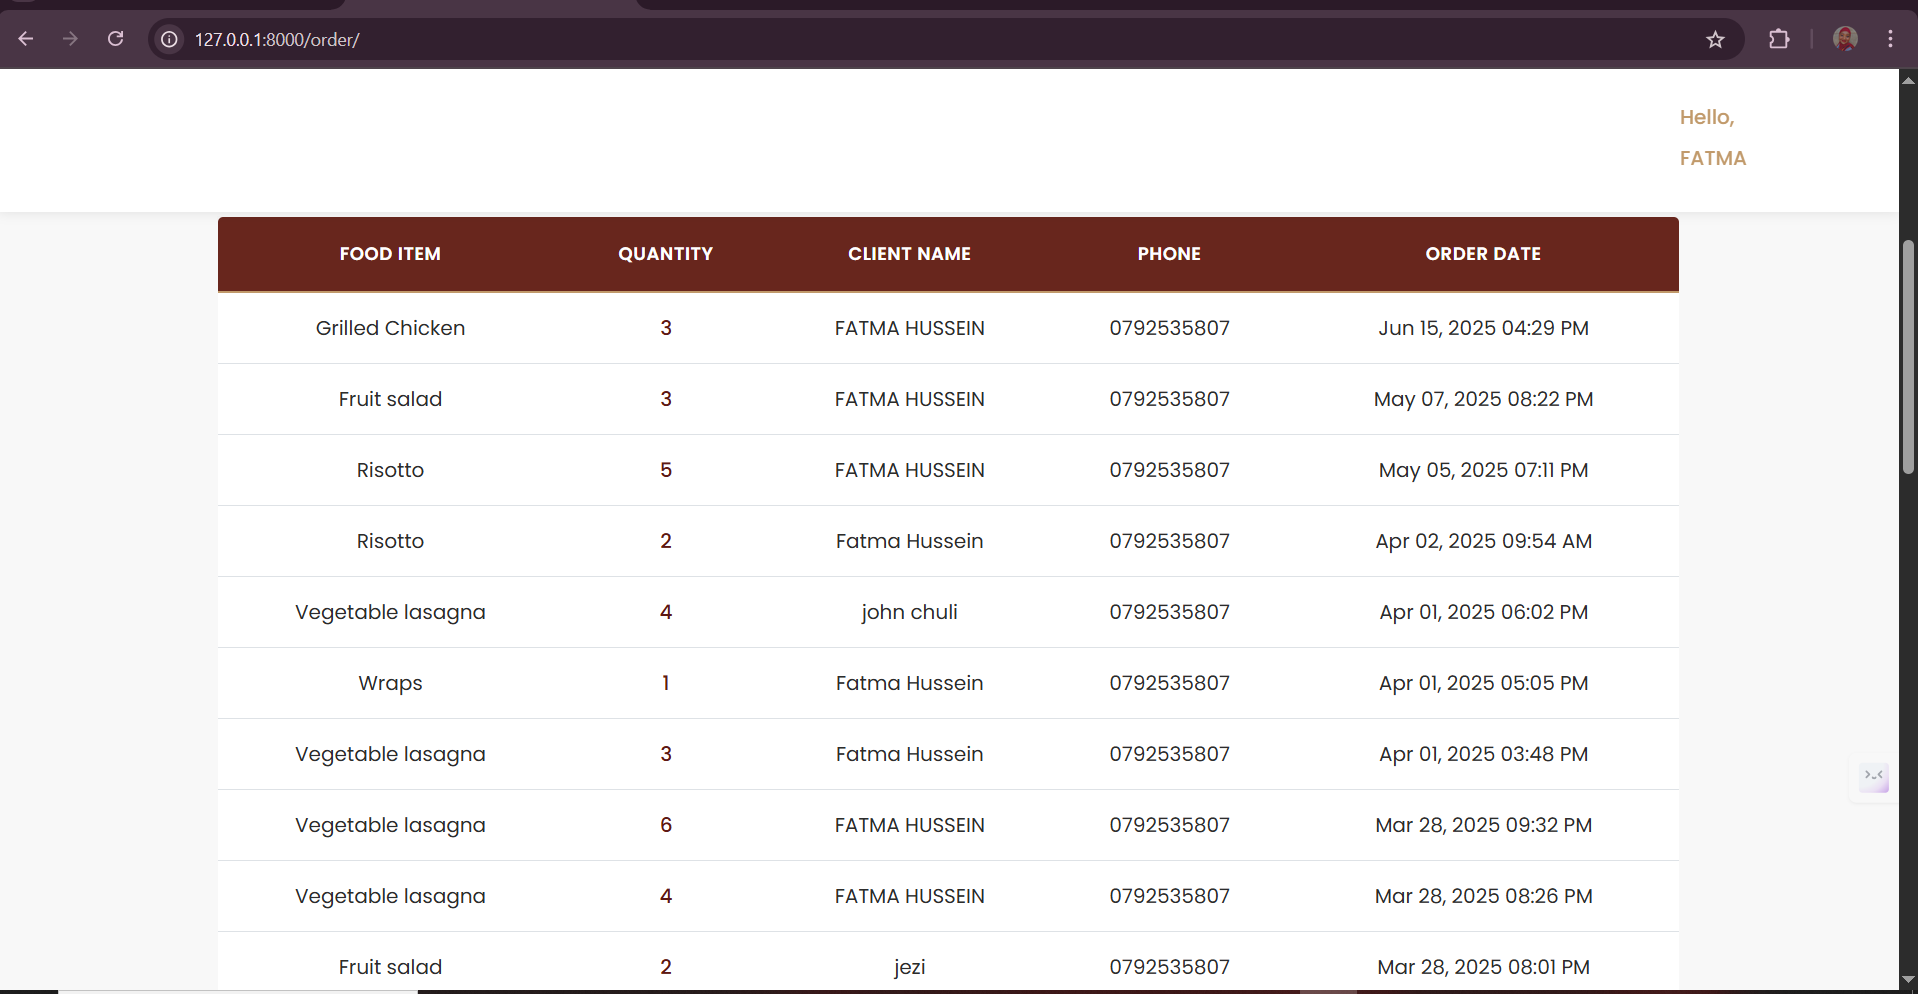 127.0.0.1:8000/order/
Hello,
FATMA
FOOD ITEM QUANTITY CLIENT NAME PHONE ORDER DATE
Grilled Chicken 3 FATMA HUSSEIN 0792535807 Jun 15, 2025 04:29 PM
Fruit salad 3 FATMA HUSSEIN 0792535807 May 07, 2025 08:22 PM
Risotto 5 FATMA HUSSEIN 0792535807 May 05, 2025 07:11 PM
Risotto 2 Fatma Hussein 0792535807 Apr 02, 2025 09:54 AM
Vegetable lasagna 4 john chuli 0792535807 Apr 01, 2025 06:02 PM
Wraps 1 Fatma Hussein 0792535807 Apr 01, 2025 05:05 PM
Vegetable lasagna 3 Fatma Hussein 0792535807 Apr 01, 2025 03:48 PM
Vegetable lasagna 6 FATMA HUSSEIN 0792535807 Mar 28, 2025 09:32 PM
Vegetable lasagna 4 FATMA HUSSEIN 0792535807 Mar 28, 2025 08:26 PM
Fruit salad 2 jezi 0792535807 Mar 28, 2025 08:01 PM